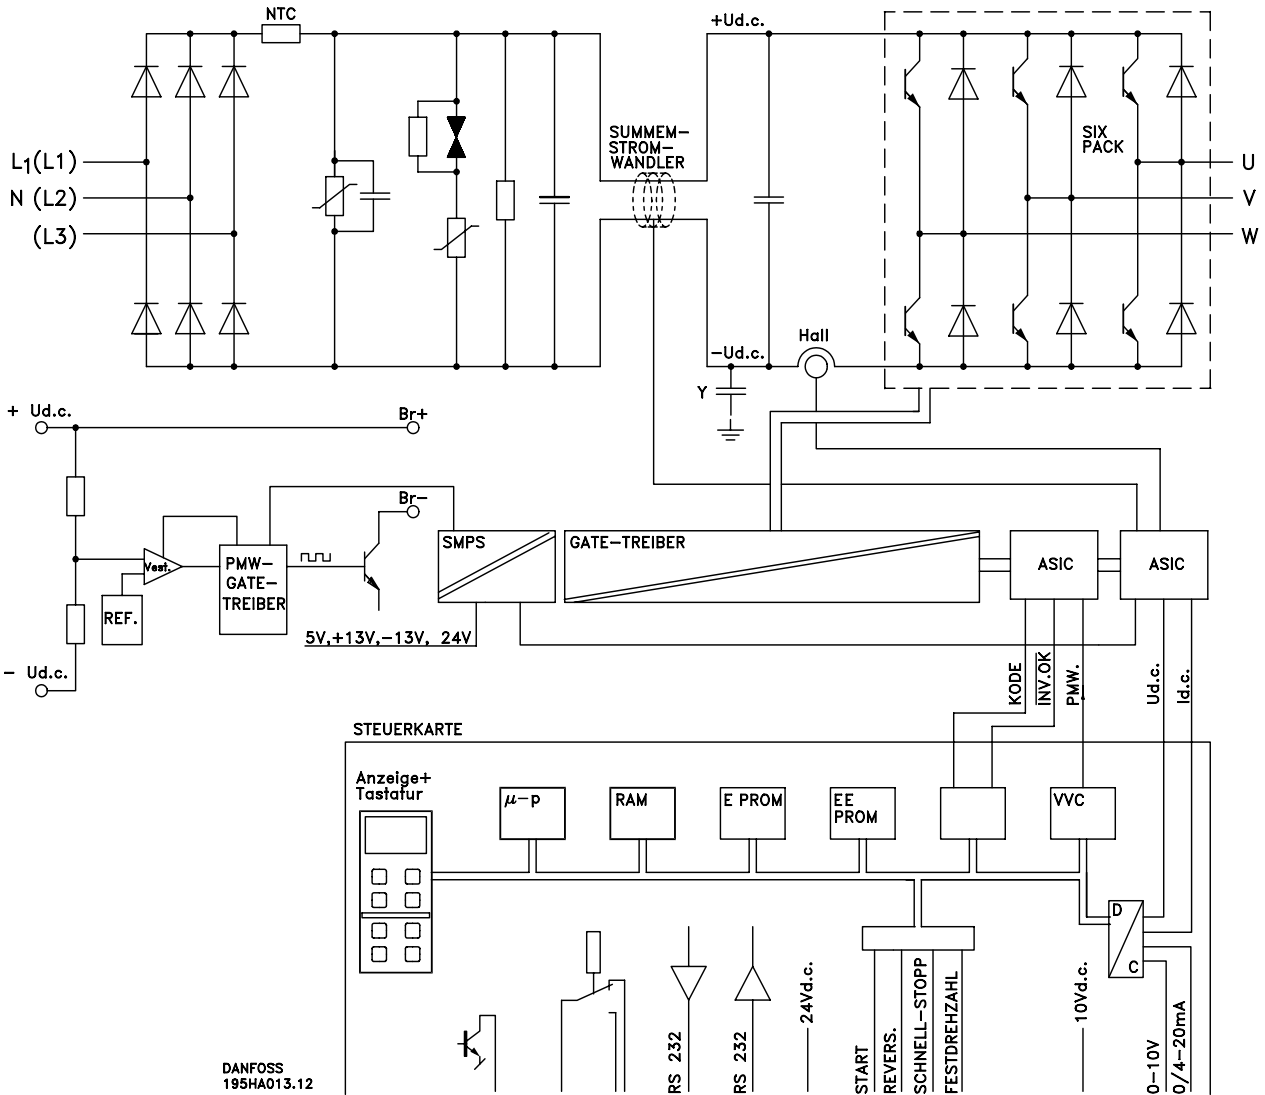 NTC
+Ud.c.
SUMMEM-
STROM-
WANDLER
SIX
PACK
L1(L1)
N (L2)
(L3)
U
V
W
Hall
-Ud.c.
Y
+ Ud.c.
Br+
Br-
Vest.
REF.
PMW-
GATE-
TREIBER
SMPS
GATE-TREIBER
ASIC
ASIC
5V,+13V,-13V, 24V
- Ud.c.
KODE
INV.OK
PMW.
Ud.c.
Id.c.
STEUERKARTE
Anzeige+
Tastatur
μ-p
RAM
E PROM
EE
PROM
VVC
D
C
RS 232
RS 232
24Vd.c.
START
REVERS.
SCHNELL-STOPP
FESTDREHZAHL
10Vd.c.
0-10V
0/4-20mA
DANFOSS
195HA013.12